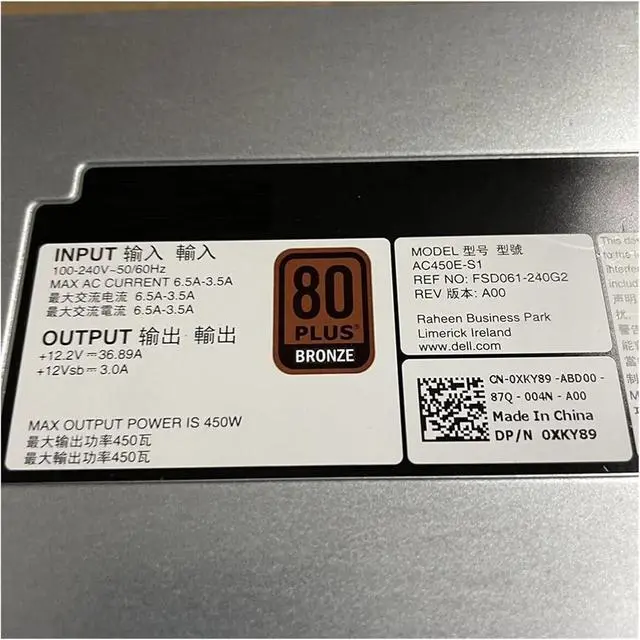 INPUT 输入 輸入
100-240V~50/60Hz
MAX AC CURRENT 6.5A-3.5A
最大交流电流 6.5A-3.5A
最大交流電流 6.5A-3.5A
OUTPUT 输出 輸出
+12.2V⎓36.89A
+12Vsb⎓3.0A
MAX OUTPUT POWER IS 450W
最大输出功率450瓦
最大輸出功率450瓦
80
PLUS®
BRONZE
MODEL 型号 型號
AC450E-S1
REF NO: FSD061-240G2
REV 版本: A00
Raheen Business Park
Limerick Ireland
www.dell.com
CN-0XKY89 -ABD00 -
87Q - 004N - A00
Made In China
DP/N 0XKY89